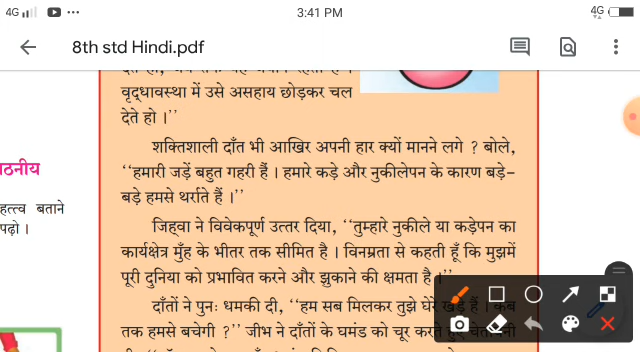 4G 3:41 PM 4G
8th std Hindi.pdf
वृद्धावस्था में उसे असहाय छोड़कर चल
देते हो ।’’
शक्तिशाली दाँत भी आखिर अपनी हार क्यों मानने लगे ? बोले,
‘‘हमारी जड़ें बहुत गहरी हैं । हमारे कड़े और नुकीलेपन के कारण बड़े-
बड़े हमसे थर्राते हैं ।’’
ठनीय
हत्त्व बताने
पढ़ो ।
जिह्‌वा ने विवेकपूर्ण उत्तर दिया, ‘‘तुम्हारे नुकीले या कड़ेपन का
कार्यक्षेत्र मुँह के भीतर तक सीमित है । विनम्रता से कहती हूँ कि मुझमें
पूरी दुनिया को प्रभावित करने और झुकाने की क्षमता है ।’’
दाँतों ने पुनः धमकी दी, ‘‘हम सब मिलकर तुझे घेरे खड़े हैं । कब
तक हमसे बचेगी ?’’ जीभ ने दाँतों के घमंड को चूर करते हुए चेतावनी